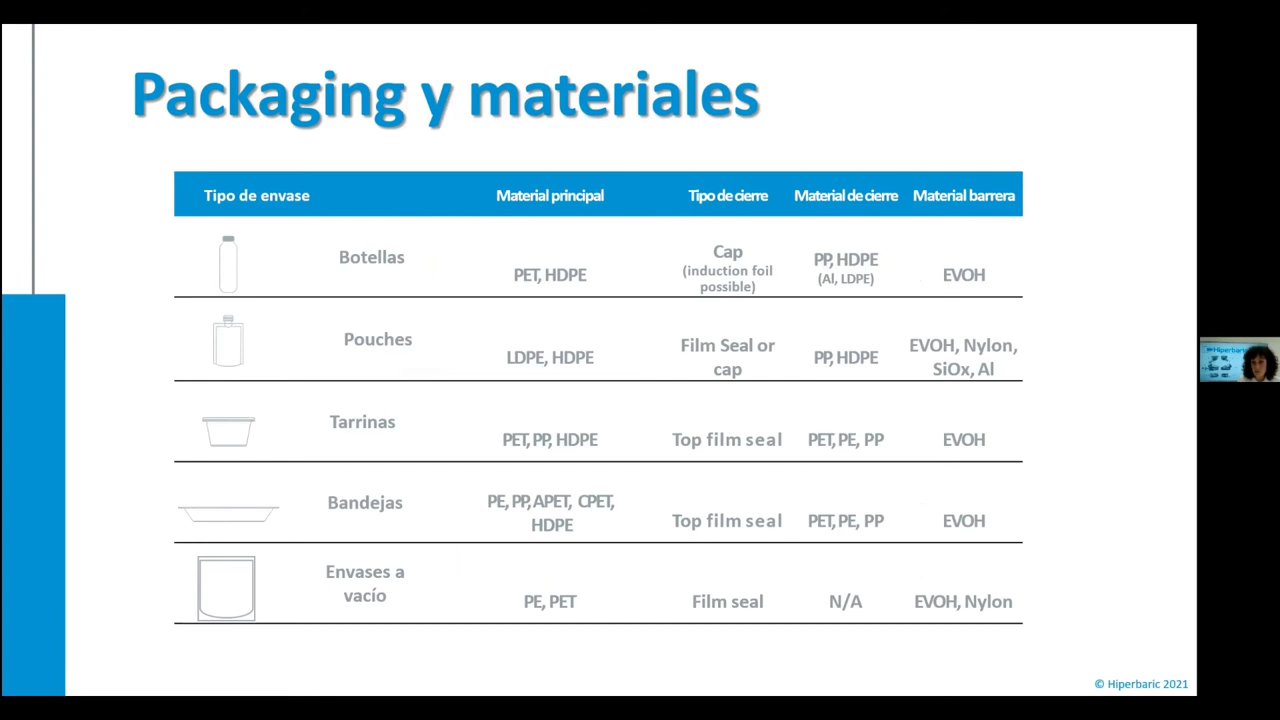 Packaging y materiales
Tipo de envase Material principal Tipo de cierre Material de cierre Material barrera
Botellas PET, HDPE Cap (induction foil possible) PP, HDPE (Al, LDPE) EVOH
Pouches LDPE, HDPE Film Seal or cap PP, HDPE EVOH, Nylon, SiOx, Al
Tarrinas PET, PP, HDPE Top film seal PET, PE, PP EVOH
Bandejas PE, PP, APET, CPET, HDPE Top film seal PET, PE, PP EVOH
Envases a vacío PE, PET Film seal N/A EVOH, Nylon
© Hiperbaric 2021
Hiperbaric